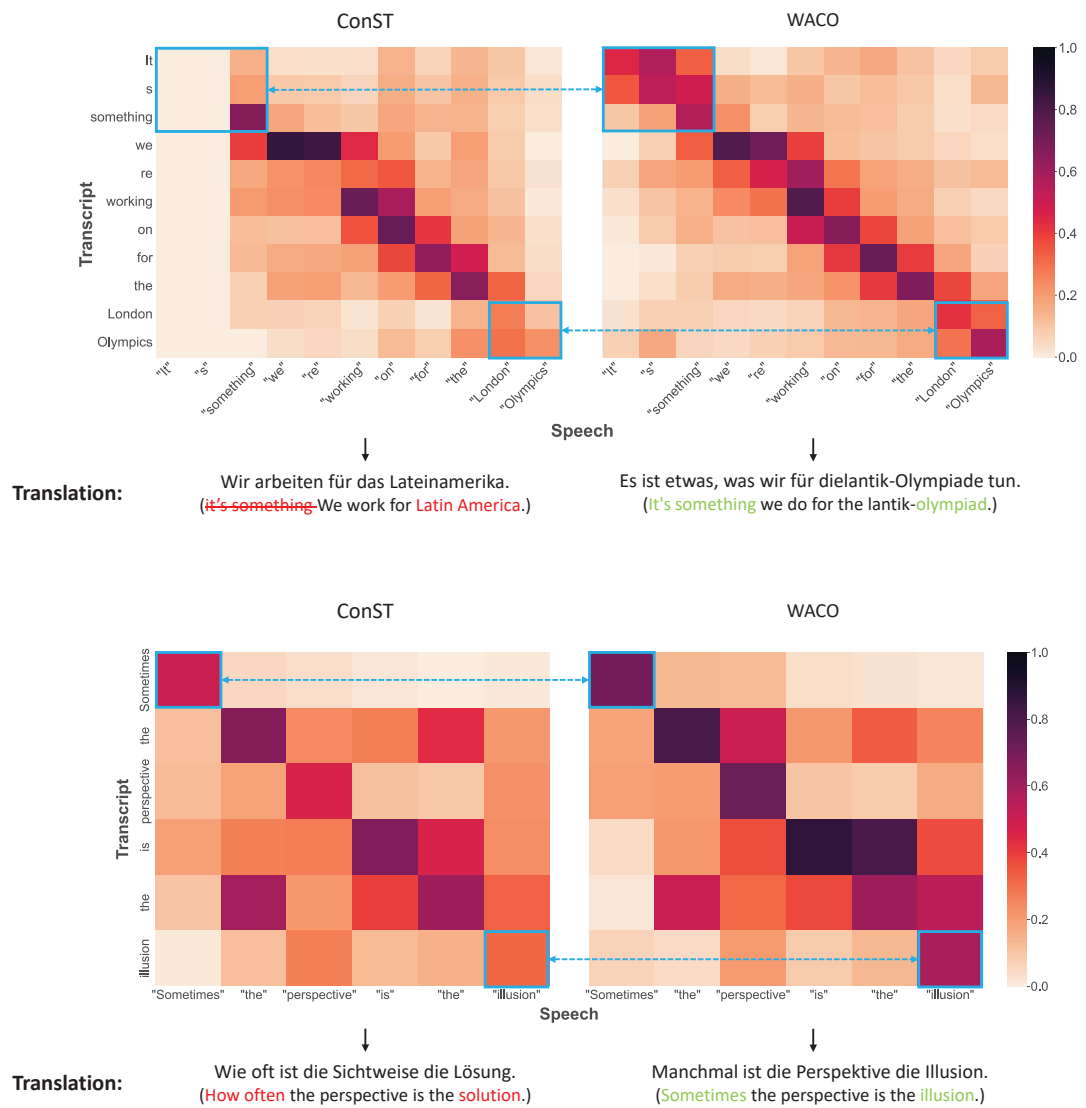 ConST
WACO
It
s
something
we
re
working
on
for
the
London
Olympics
Transcript
"It"
"s"
"something"
"we"
"re"
"working"
"on"
"for"
"the"
"London"
"Olympics"
"It"
"s"
"something"
"we"
"re"
"working"
"on"
"for"
"the"
"London"
"Olympics"
Speech
1.0
0.8
0.6
0.4
0.2
0.0
Translation:
Wir arbeiten für das Lateinamerika.
(it's something We work for Latin America.)
Es ist etwas, was wir für dielantik-Olympiade tun.
(It's something we do for the lantik-olympiad.)
ConST
WACO
Sometimes
the
perspective
is
the
illusion
Transcript
"Sometimes" "the" "perspective" "is" "the" "illusion"
"Sometimes" "the" "perspective" "is" "the" "illusion"
Speech
1.0
0.8
0.6
0.4
0.2
0.0
Translation:
Wie oft ist die Sichtweise die Lösung.
(How often the perspective is the solution.)
Manchmal ist die Perspektive die Illusion.
(Sometimes the perspective is the illusion.)